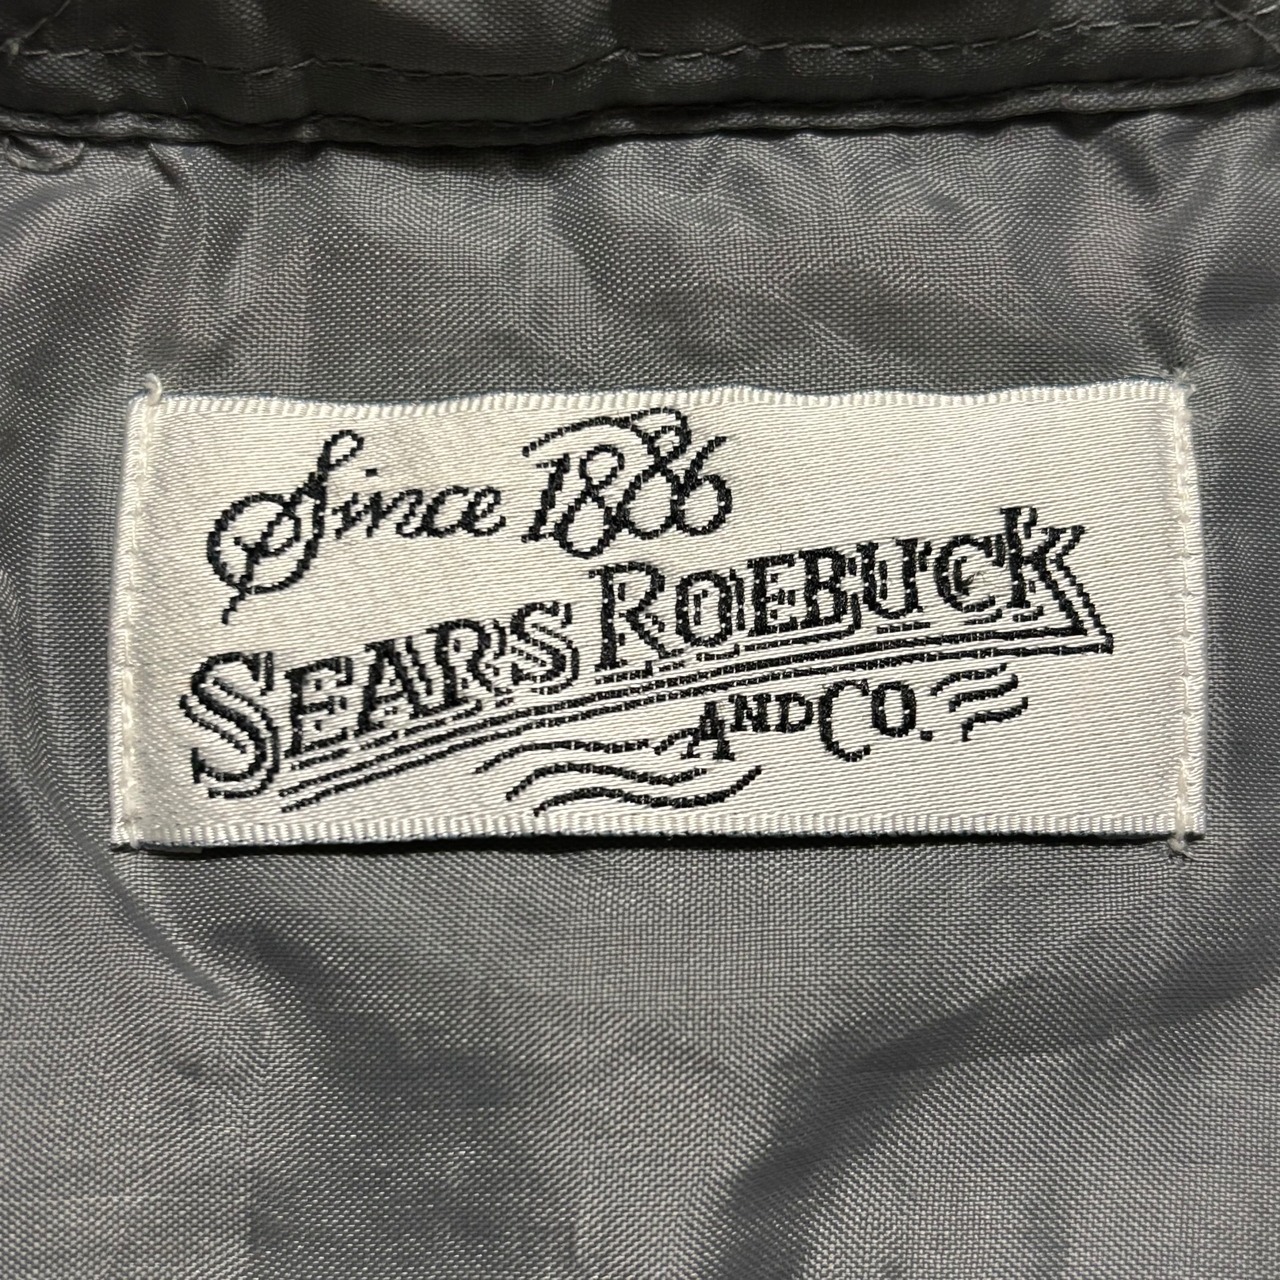 Since 1886
SEARS ROEBUCK
AND CO.